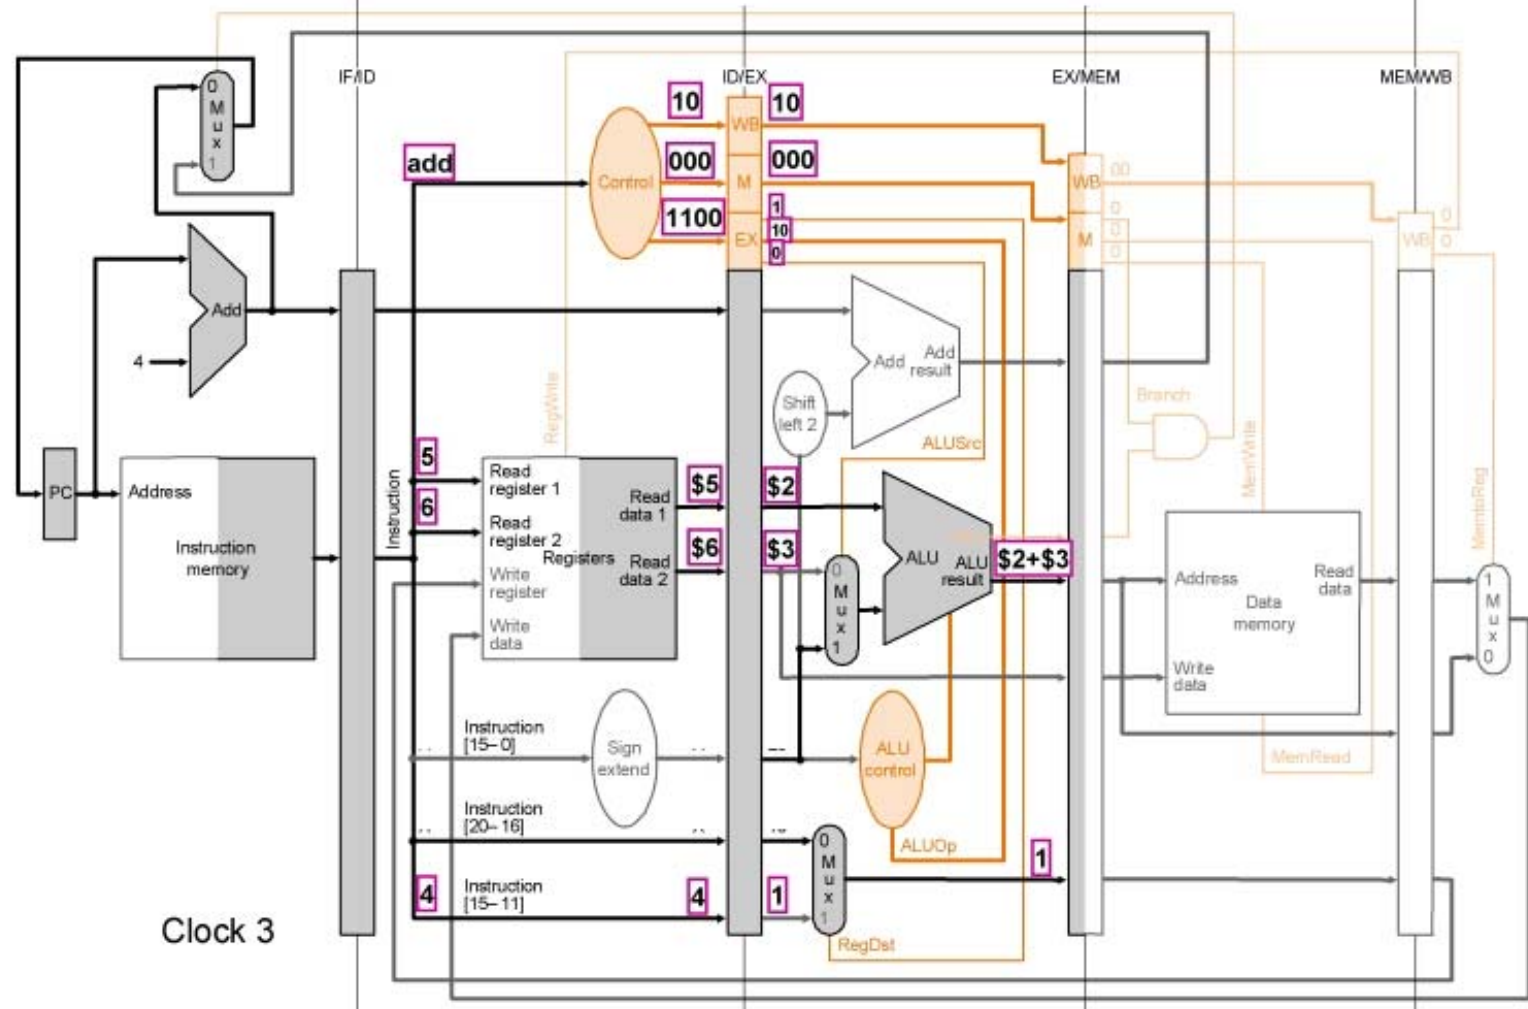 IF/ID
ID/EX
EX/MEM
MEM/WB
0
M
u
x
1
10
WB
10
add
Control
000
M
000
1100
EX
1
10
0
WB
00
0
M
0
0
WB
0
0
Add
4
Add
Add
result
Shift
left 2
RegWrite
ALUSrc
Branch
MemWrite
MemtoReg
PC
Address
Instruction
memory
Instruction
5
6
Read
register 1
Read
register 2
Registers
Write
register
Write
data
Read
data 1
Read
data 2
$5
$6
$2
$3
0
M
u
x
1
ALU
ALU
result
$2+$3
Address
Read
data
Data
memory
Write
data
1
M
u
x
0
Instruction
[15– 0]
Sign
extend
ALU
control
MemRead
Instruction
[20– 16]
ALUOp
0
M
u
x
1
1
4
Instruction
[15– 11]
4
1
RegDst
Clock 3